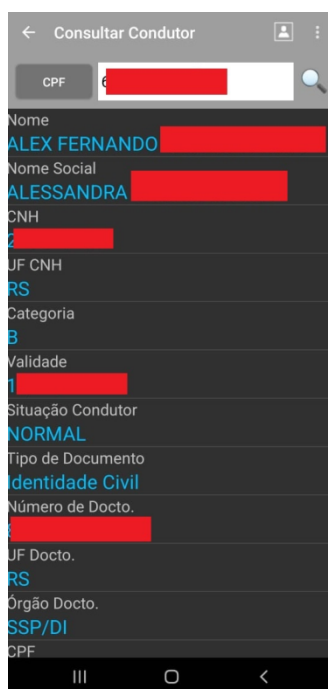 Consultar Condutor
CPF 6
Nome
ALEX FERNANDO
Nome Social
ALESSANDRA
CNH
2
UF CNH
RS
Categoria
B
Validade
1
Situação Condutor
NORMAL
Tipo de Documento
Identidade Civil
Número de Docto.
UF Docto.
RS
Órgão Docto.
SSP/DI
CPF